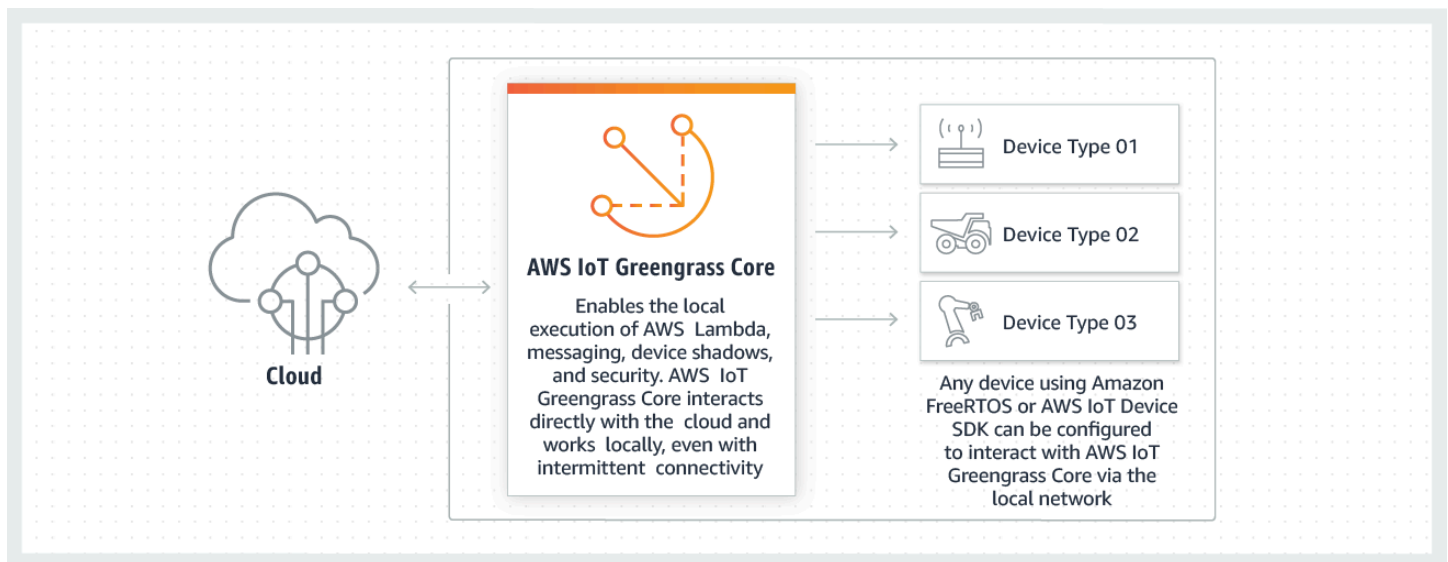 Cloud
AWS IoT Greengrass Core
Enables the local
execution of AWS Lambda,
messaging, device shadows,
and security. AWS IoT
Greengrass Core interacts
directly with the cloud and
works locally, even with
intermittent connectivity
Device Type 01
Device Type 02
Device Type 03
Any device using Amazon
FreeRTOS or AWS IoT Device
SDK can be configured
to interact with AWS IoT
Greengrass Core via the
local network